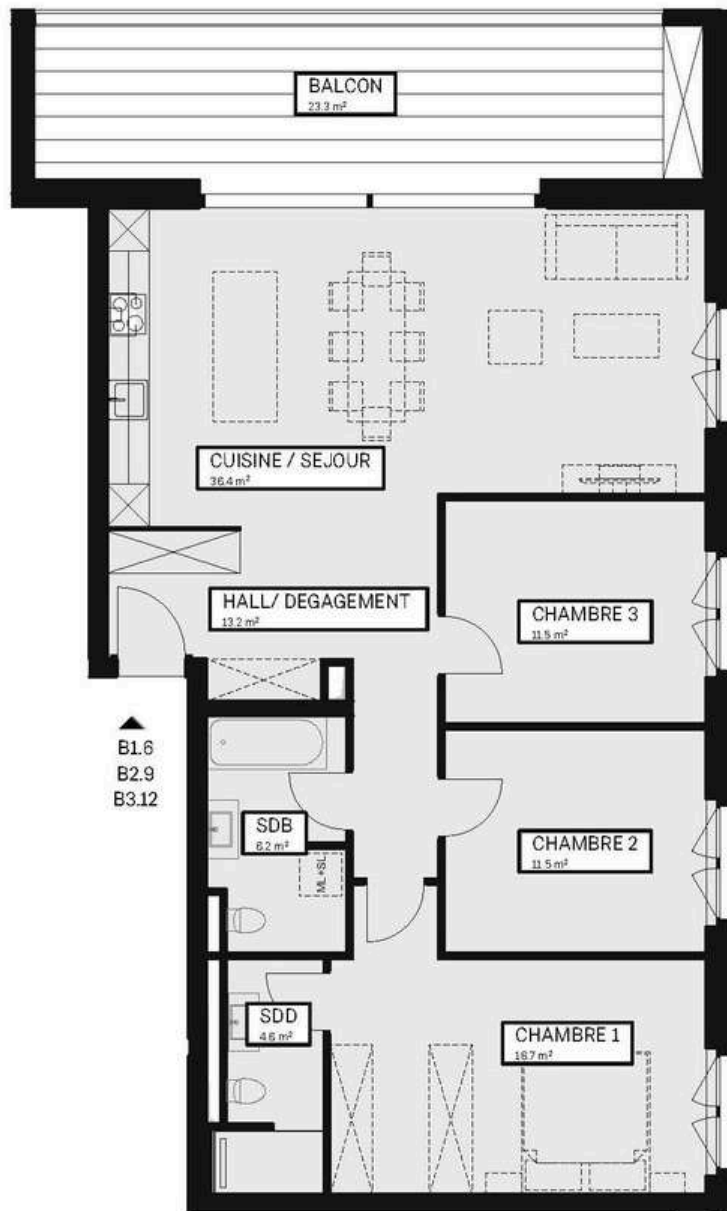 BALCON
23.3 m²
CUISINE / SEJOUR
36.4 m²
HALL/ DEGAGEMENT
13.2 m²
CHAMBRE 3
11.5 m²
B1.6
B2.9
B3.12
SDB
6.2 m²
ML+SL
CHAMBRE 2
11.5 m²
SDD
4.6 m²
CHAMBRE 1
16.7 m²